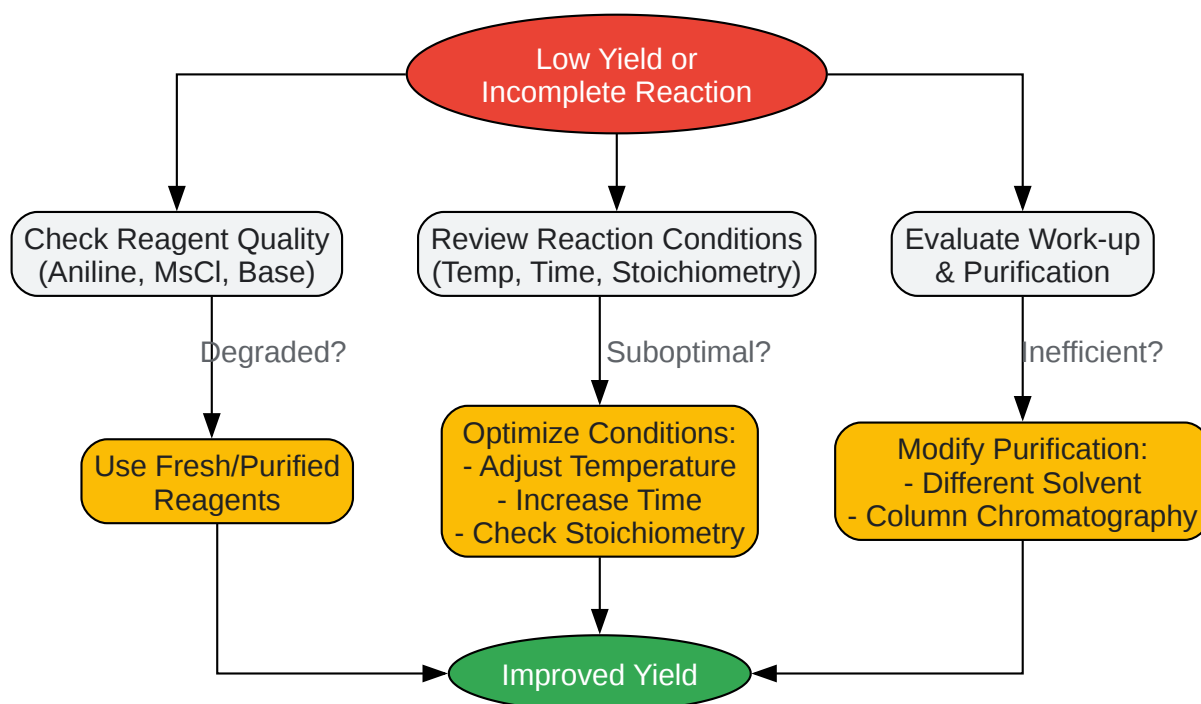 Low Yield or
Incomplete Reaction
Check Reagent Quality
(Aniline, MsCl, Base)
Review Reaction Conditions
(Temp, Time, Stoichiometry)
Evaluate Work-up
& Purification
Degraded?
Suboptimal?
Inefficient?
Use Fresh/Purified
Reagents
Optimize Conditions:
- Adjust Temperature
- Increase Time
- Check Stoichiometry
Modify Purification:
- Different Solvent
- Column Chromatography
Improved Yield